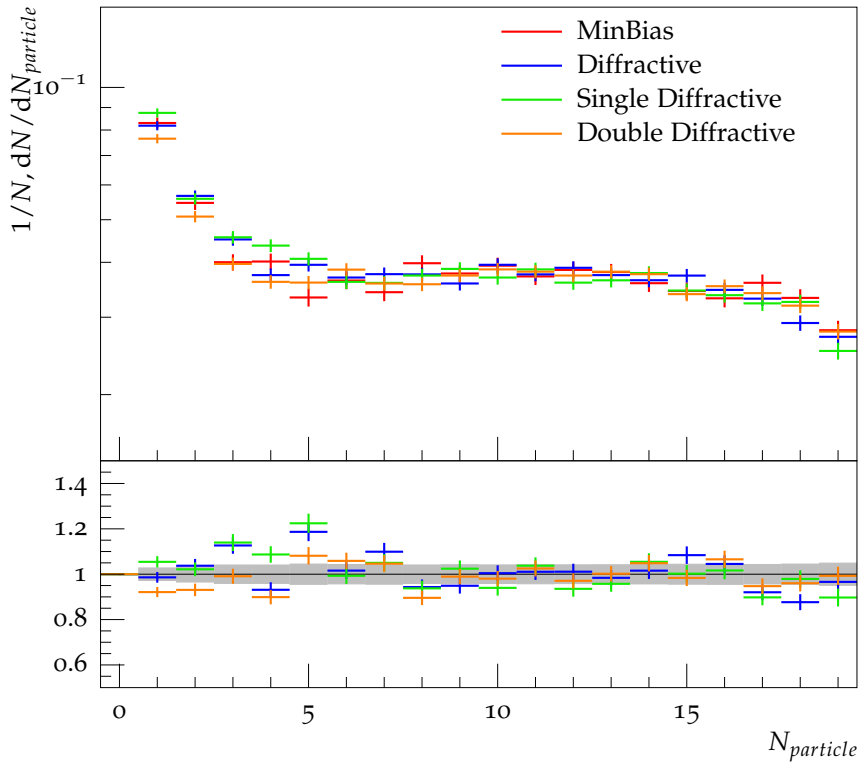 1/N, dN/dN_particle
10^−1
MinBias
Diffractive
Single Diffractive
Double Diffractive
1.4
1.2
1
0.8
0.6
0 5 10 15
N_particle